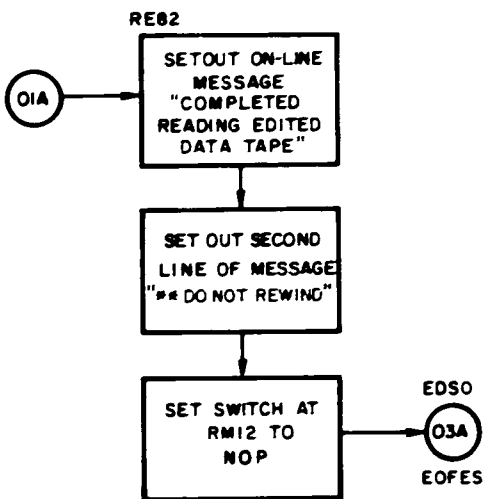 RE82
01A
SETOUT ON-LINE
MESSAGE
"COMPLETED
READING EDITED
DATA TAPE"
SET OUT SECOND
LINE OF MESSAGE
"** DO NOT REWIND"
SET SWITCH AT
RM12 TO
NOP
EDSO
03A
EOFES